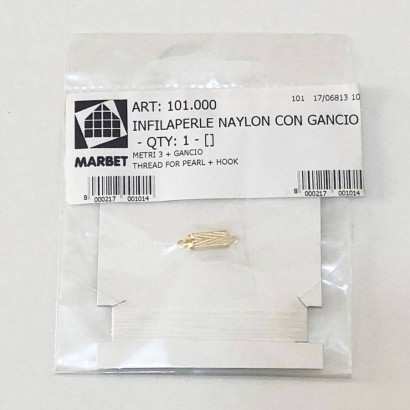 ART: 101.000
101 17/06813 10
INFILAPERLE NAYLON CON GANCIO
- QTY: 1 - []
METRI 3 + GANCIO
THREAD FOR PEARL + HOOK
MARBET
8 000217 001014
8 000217 001014